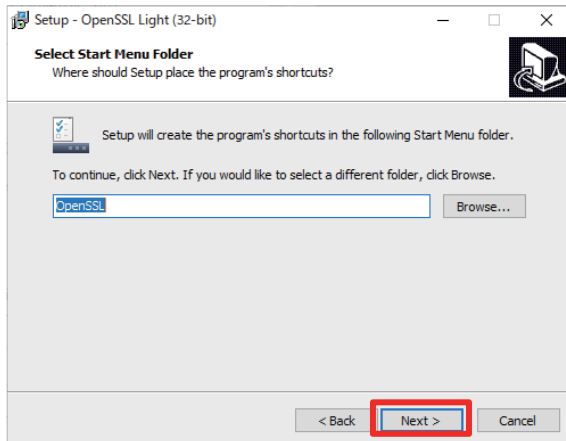 Setup - OpenSSL Light (32-bit)
Select Start Menu Folder
Where should Setup place the program's shortcuts?
Setup will create the program's shortcuts in the following Start Menu folder.
To continue, click Next. If you would like to select a different folder, click Browse.
OpenSSL
Browse...
< Back
Next >
Cancel